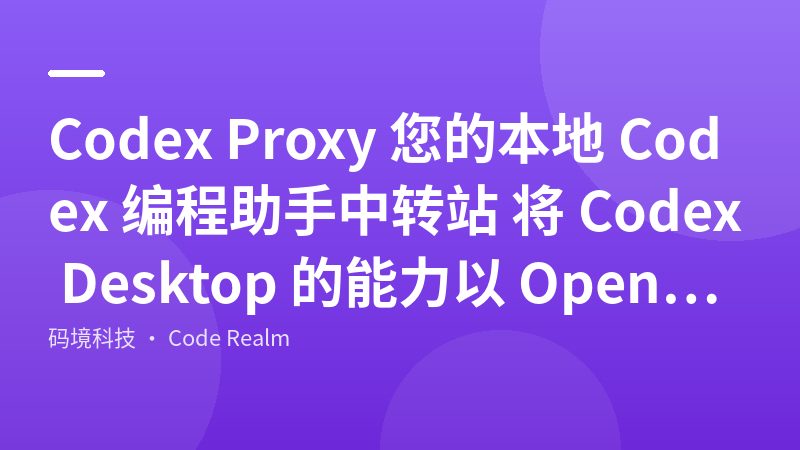 Codex Proxy 您的本地 Cod
ex 编程助手中转站 将 Codex
Desktop 的能力以 Open…
码境科技 · Code Realm